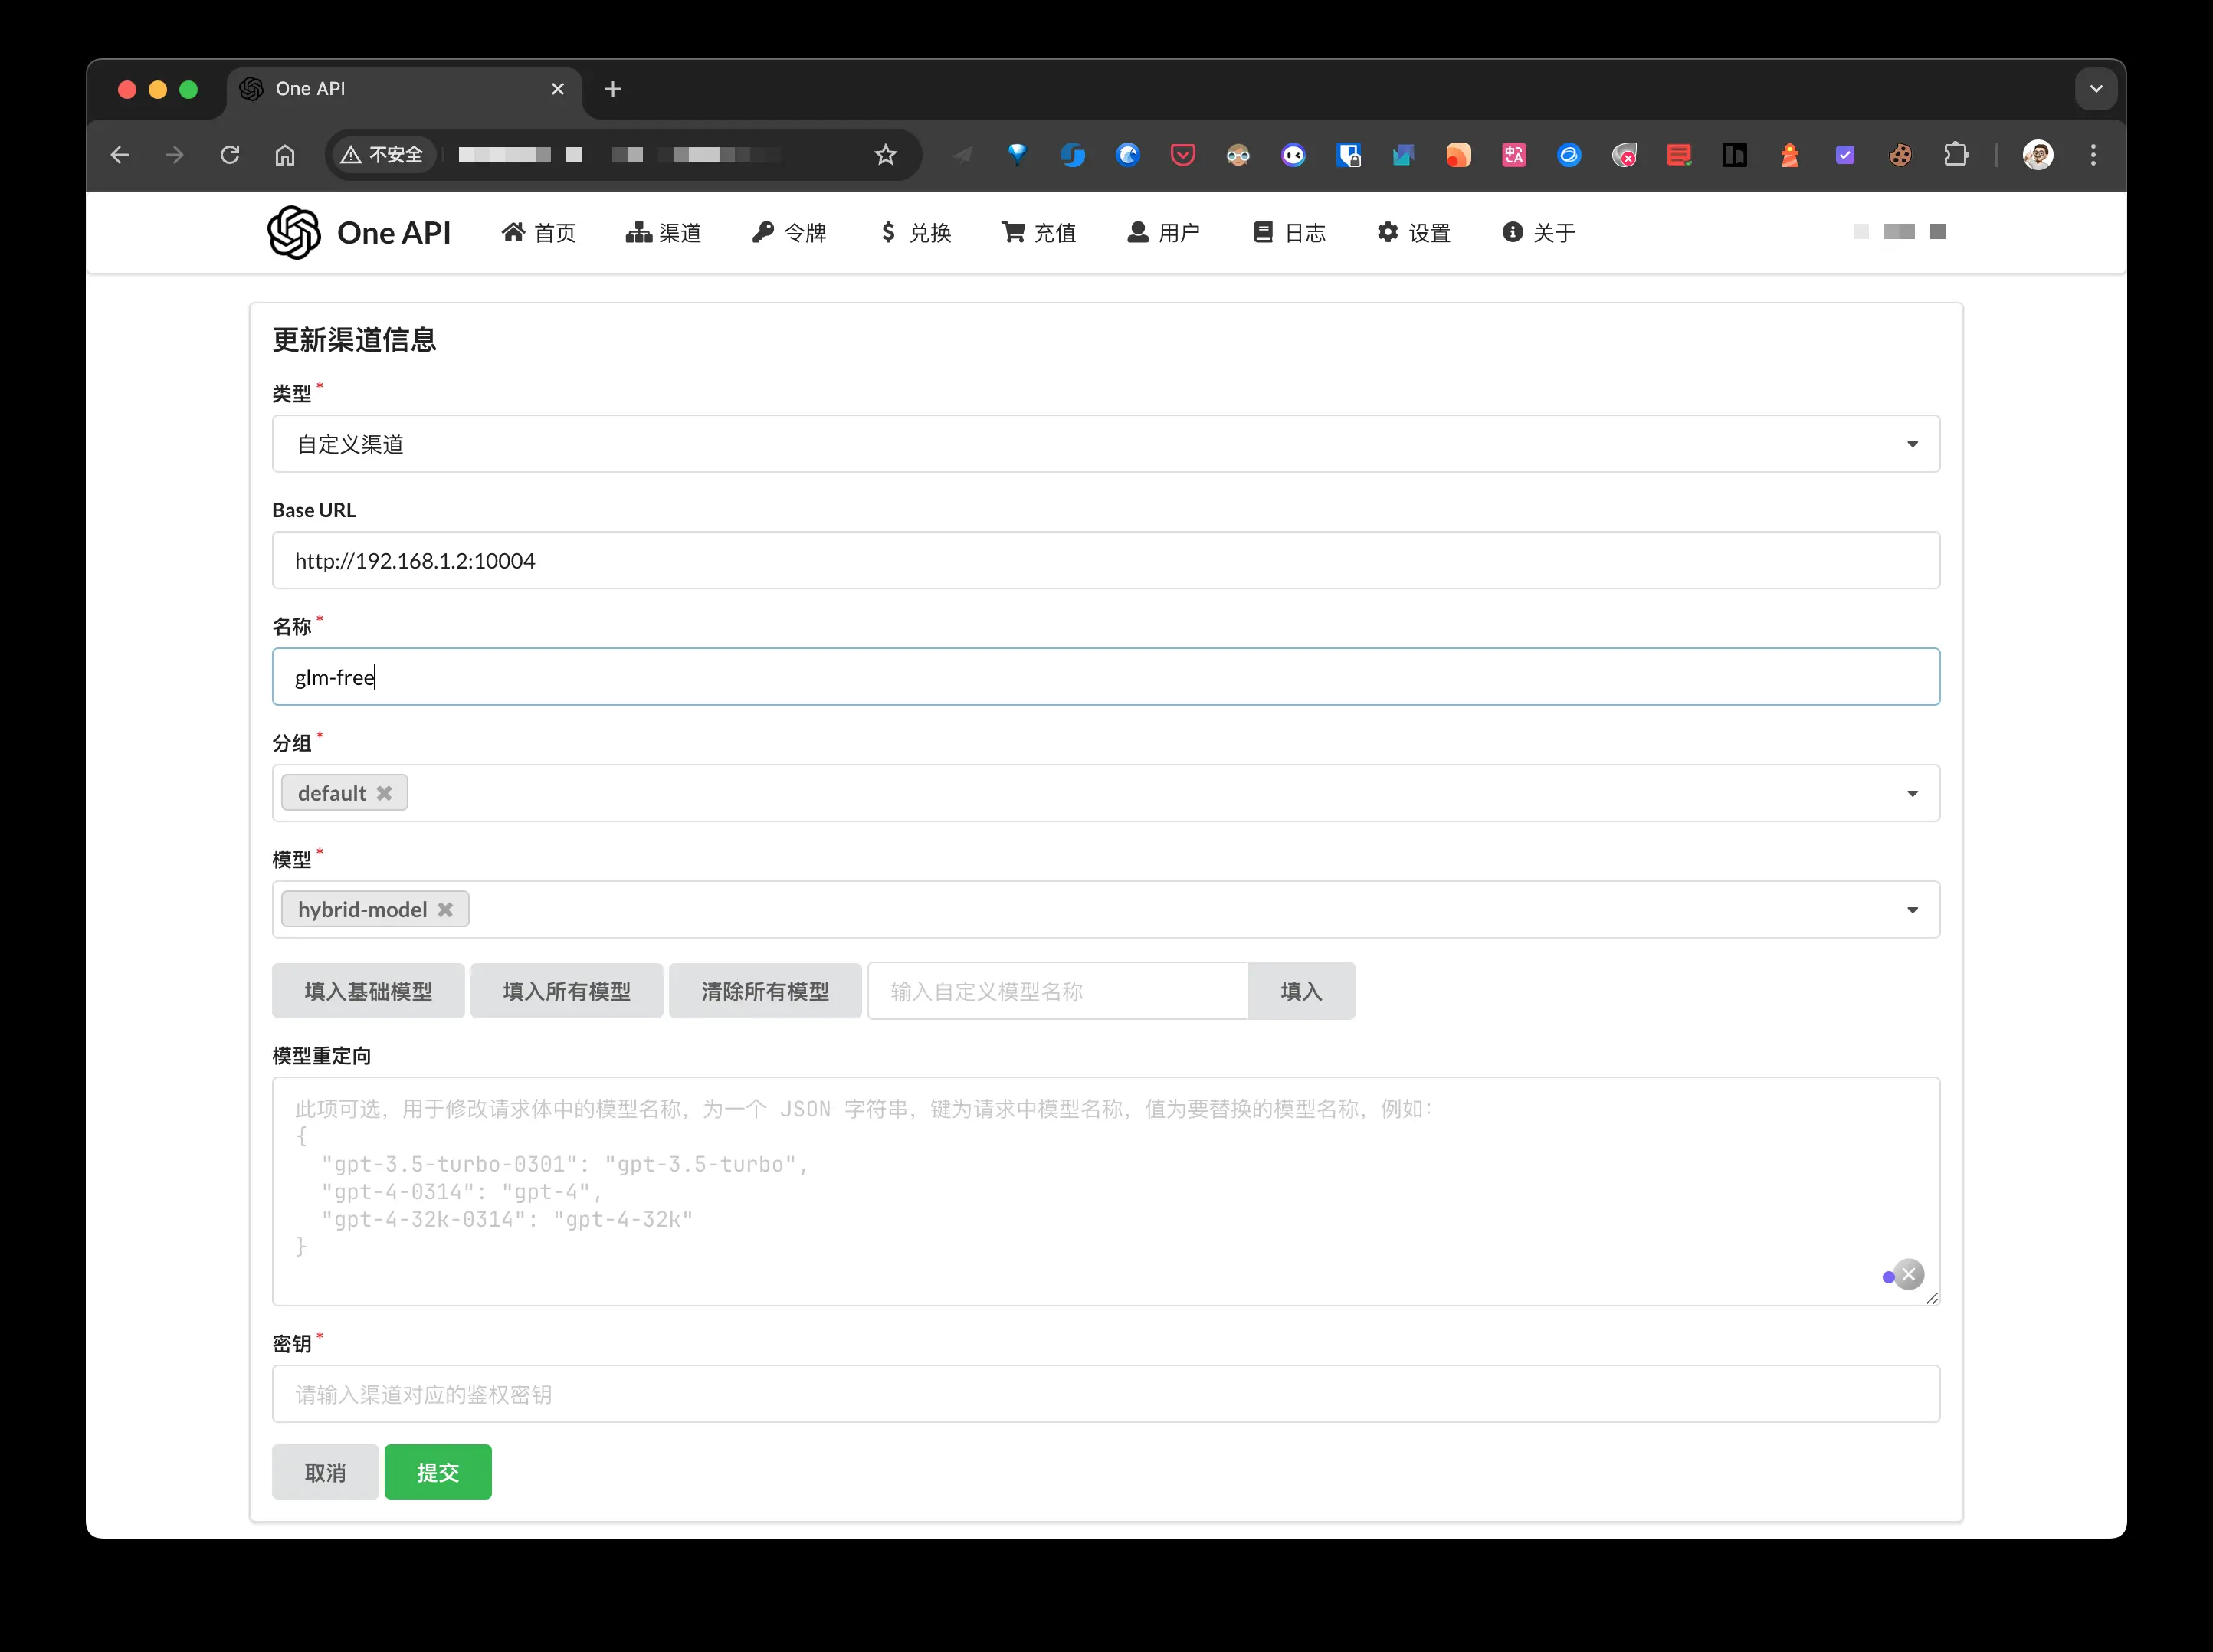 One API
不安全
One API 首页 渠道 令牌 兑换 充值 用户 日志 设置 关于
更新渠道信息
类型 *
自定义渠道
Base URL
http://192.168.1.2:10004
名称 *
glm-free
分组 *
default
模型 *
hybrid-model
填入基础模型 填入所有模型 清除所有模型 输入自定义模型名称 填入
模型重定向
此项可选，用于修改请求体中的模型名称，为一个 JSON 字符串，键为请求中模型名称，值为要替换的模型名称，例如：
{
"gpt-3.5-turbo-0301": "gpt-3.5-turbo",
"gpt-4-0314": "gpt-4",
"gpt-4-32k-0314": "gpt-4-32k"
}
密钥 *
请输入渠道对应的鉴权密钥
取消 提交